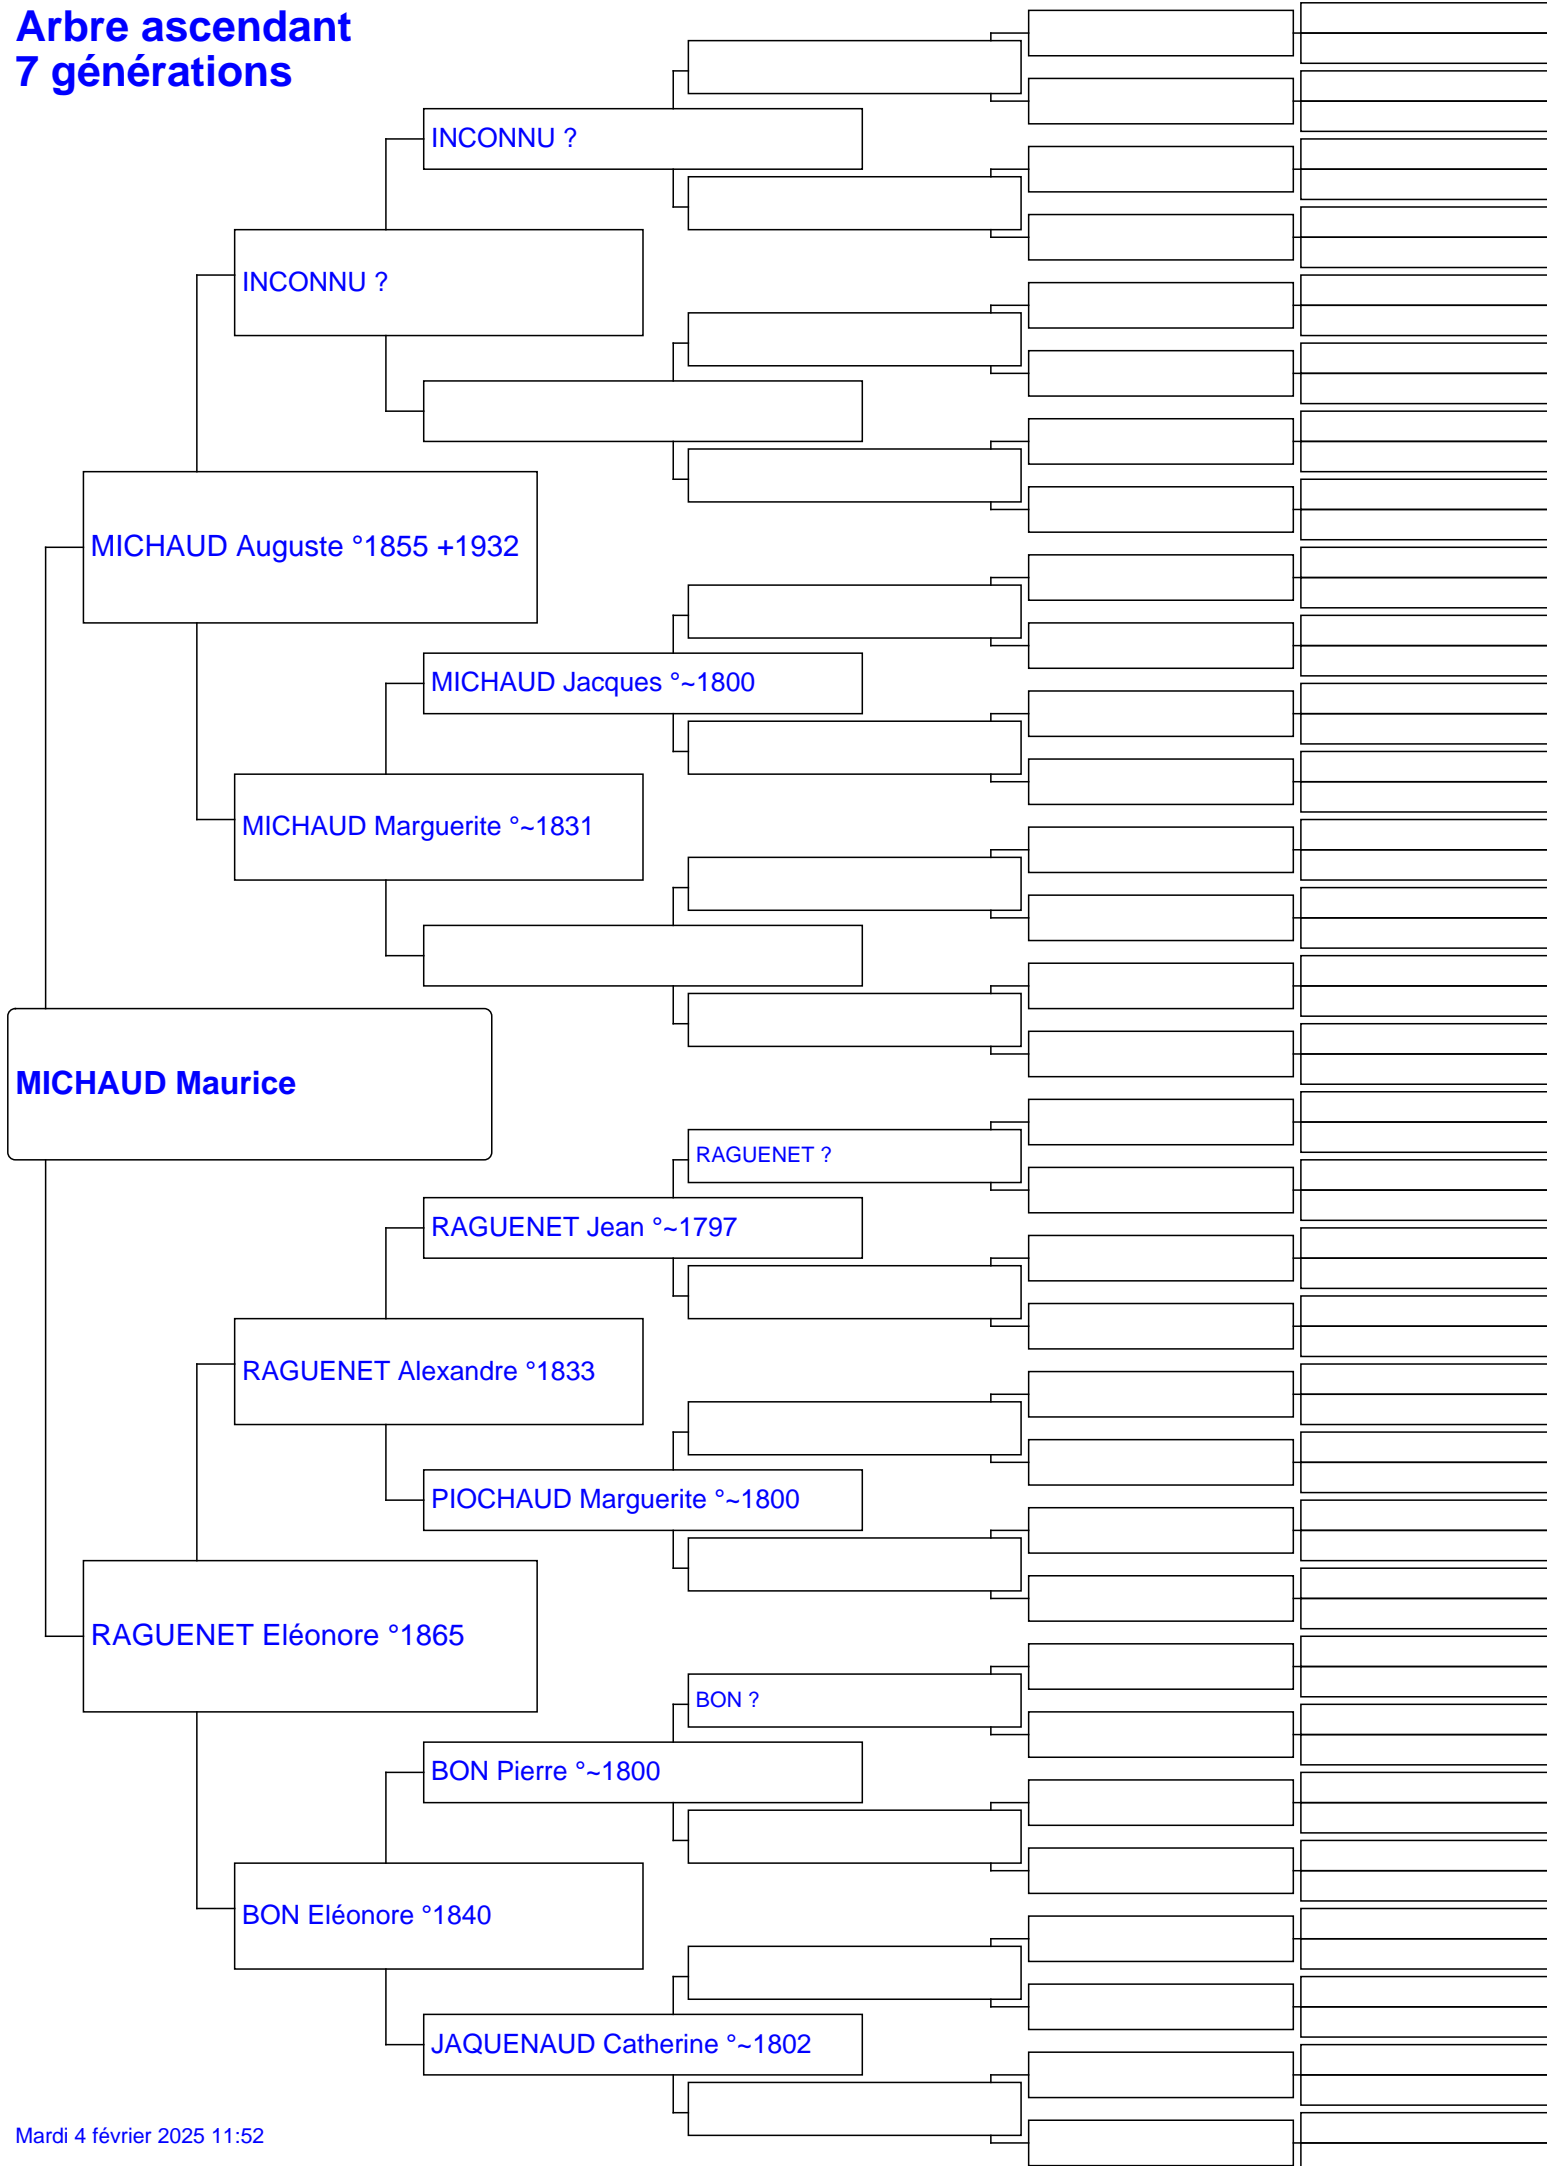 Arbre ascendant
7 générations
INCONNU ?
INCONNU ?
MICHAUD Auguste °1855 +1932
MICHAUD Jacques °~1800
MICHAUD Marguerite °~1831
MICHAUD Maurice
RAGUENET ?
RAGUENET Jean °~1797
RAGUENET Alexandre °1833
PIOCHAUD Marguerite °~1800
RAGUENET Eléonore °1865
BON ?
BON Pierre °~1800
BON Eléonore °1840
JAQUENAUD Catherine °~1802
Mardi 4 février 2025 11:52